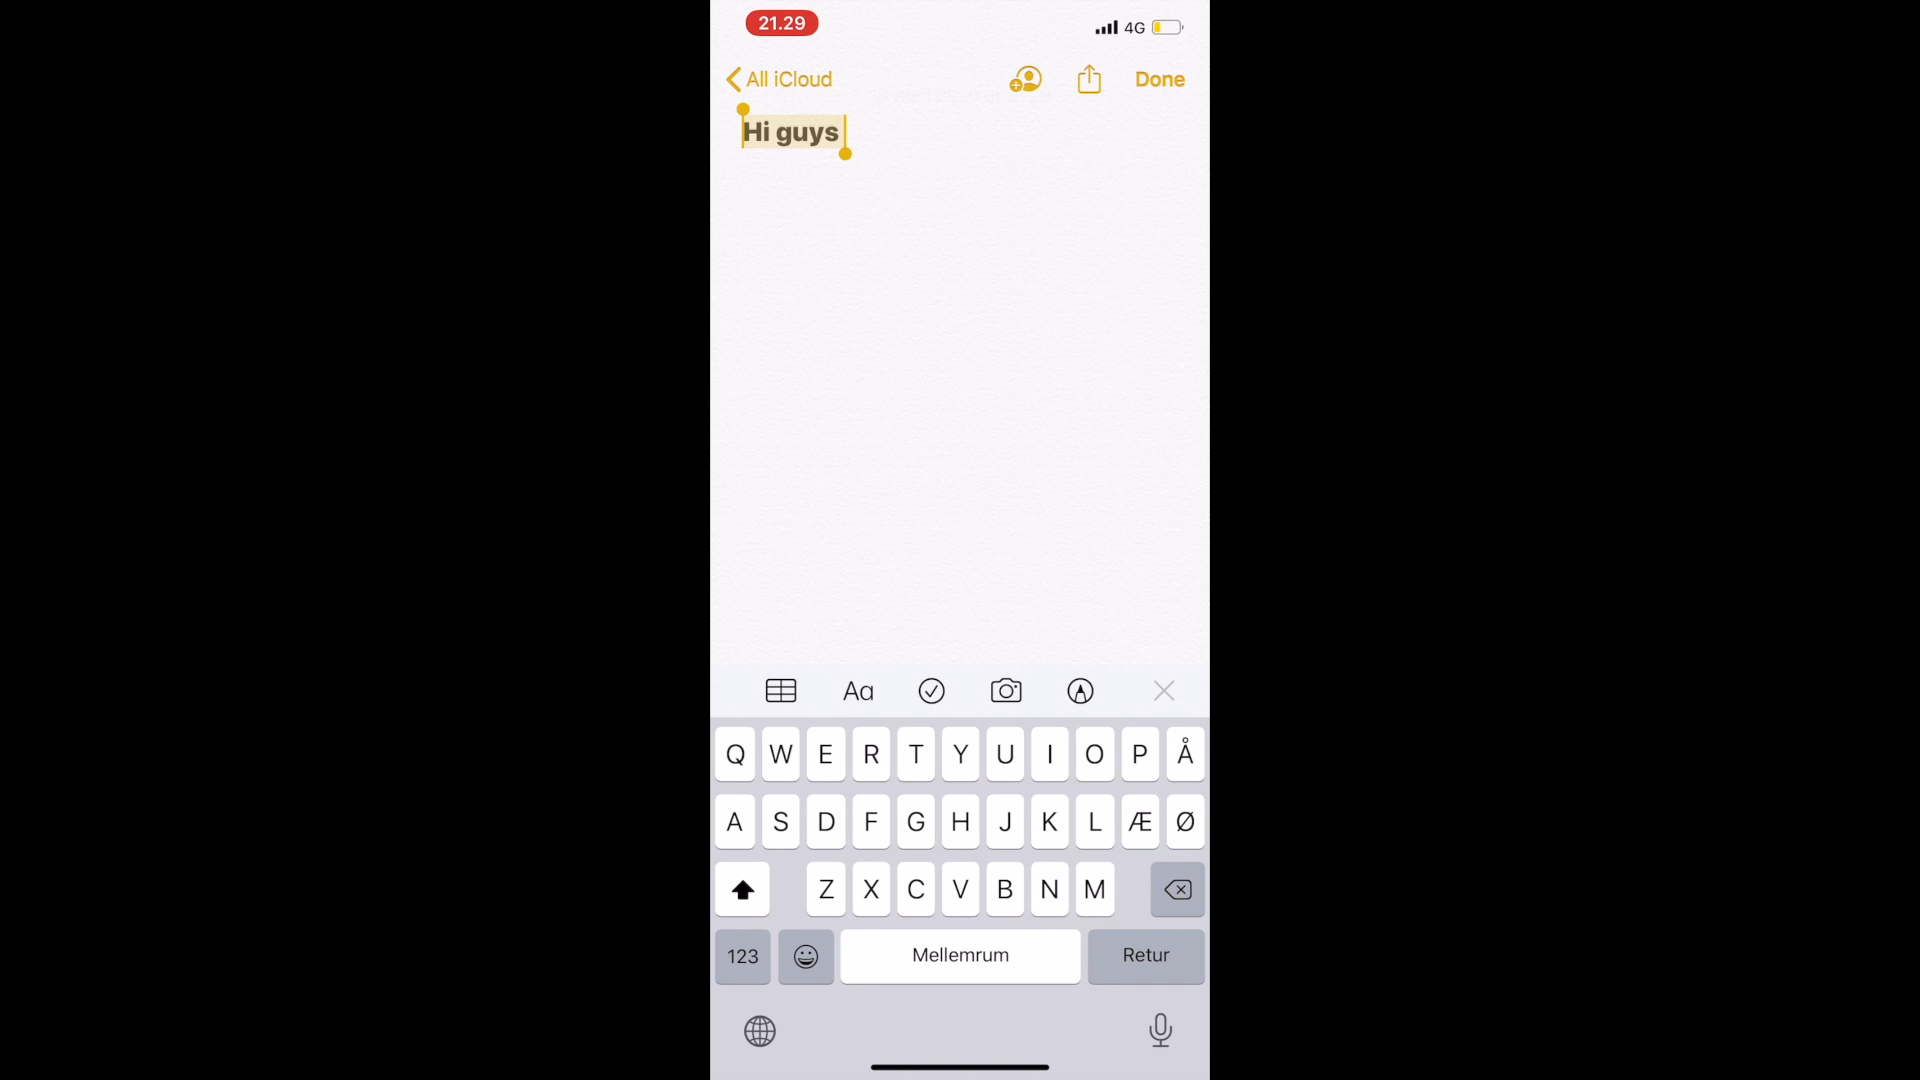 21.29
4G
All iCloud
Done
Hi guys
Aa
Q W E R T Y U I O P Å
A S D F G H J K L Æ Ø
Z X C V B N M
123
Mellemrum
Retur